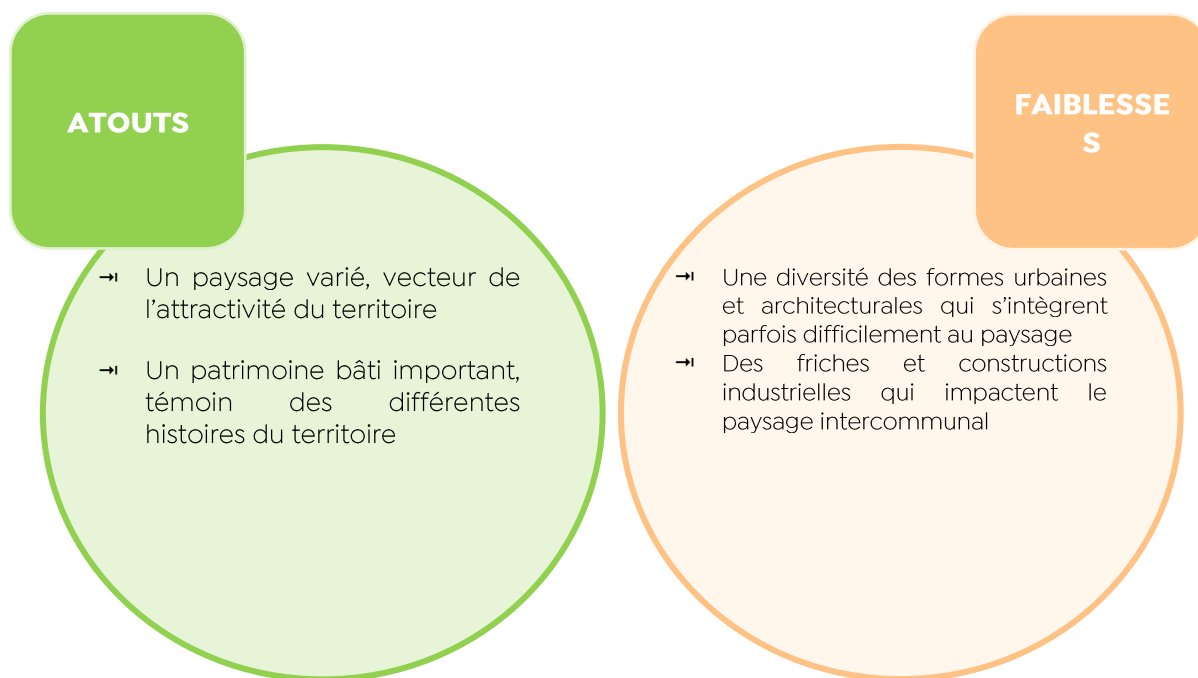 ATOUTS
→ Un paysage varié, vecteur de
l’attractivité du territoire
→ Un patrimoine bâti important,
témoin des différentes
histoires du territoire
FAIBLESSE
S
→ Une diversité des formes urbaines
et architecturales qui s’intègrent
parfois difficilement au paysage
→ Des friches et constructions
industrielles qui impactent le
paysage intercommunal